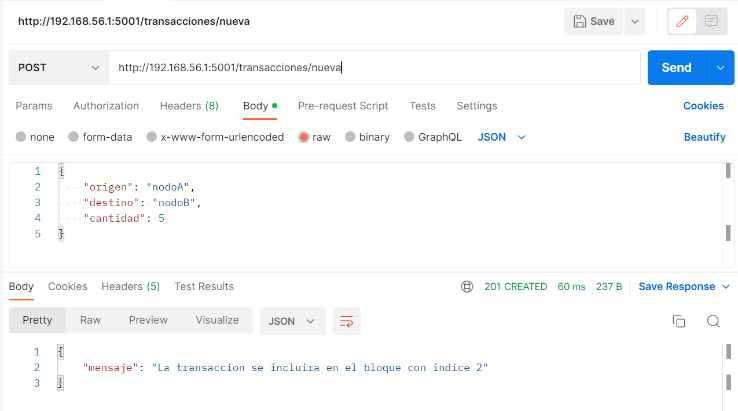 http://192.168.56.1:5001/transacciones/nueva Save
POST http://192.168.56.1:5001/transacciones/nueva Send
Params Authorization Headers (8) Body Pre-request Script Tests Settings Cookies
none form-data x-www-form-urlencoded raw binary GraphQL JSON Beautify
1 {
2 "origen": "nodoA",
3 "destino": "nodoB",
4 "cantidad": 5
5 }
Body Cookies Headers (5) Test Results 201 CREATED 60 ms 237 B Save Response
Pretty Raw Preview Visualize JSON
1 {
2 "mensaje": "La transaccion se incluira en el bloque con indice 2"
3 }